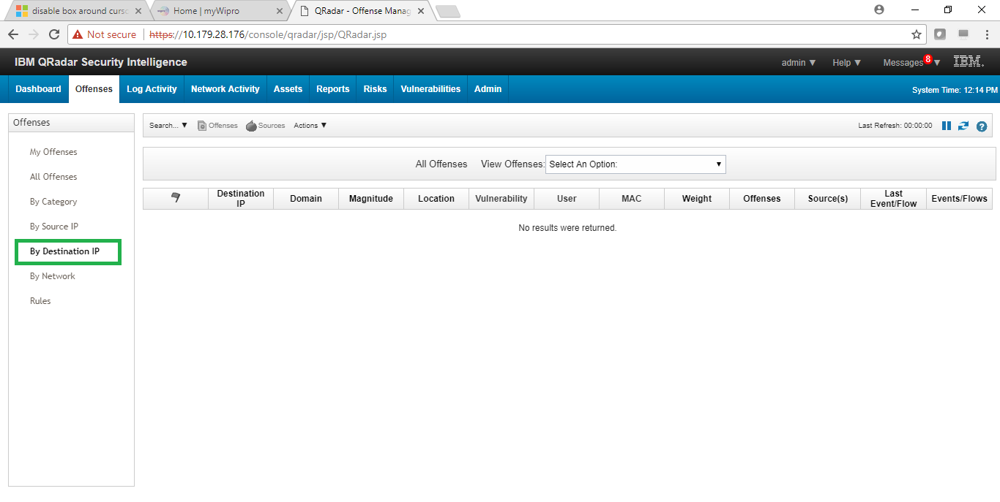 disable box around curso
Home | myWipro
QRadar - Offense Manag
Not secure https://10.179.28.176/console/qradar/jsp/QRadar.jsp
IBM QRadar Security Intelligence
admin ▼ Help ▼ Messages 8 ▼ IBM.
Dashboard Offenses Log Activity Network Activity Assets Reports Risks Vulnerabilities Admin System Time: 12:14 PM
Offenses
My Offenses
All Offenses
By Category
By Source IP
By Destination IP
By Network
Rules
Search... ▼ Offenses Sources Actions ▼ Last Refresh: 00:00:00 ?
All Offenses View Offenses: Select An Option: ▼
Destination IP Domain Magnitude Location Vulnerability User MAC Weight Offenses Source(s) Last Event/Flow Events/Flows
No results were returned.